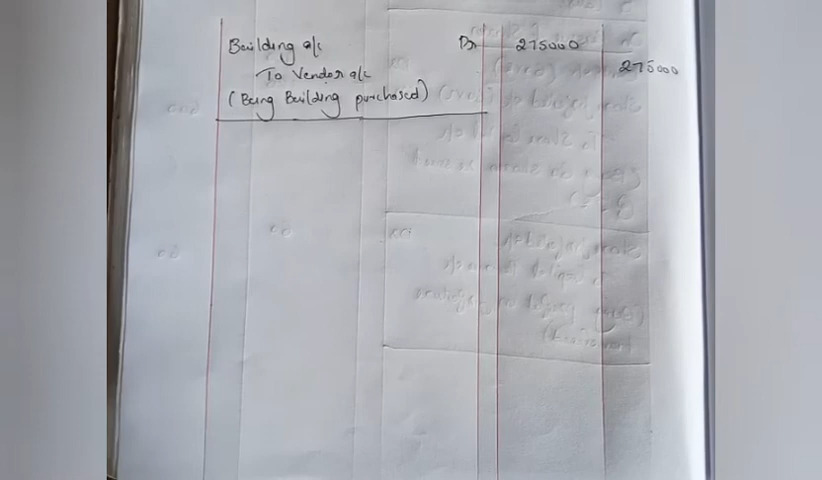 Building a/c Dr 275000
To Vendor a/c 275000
(Being Building purchased)